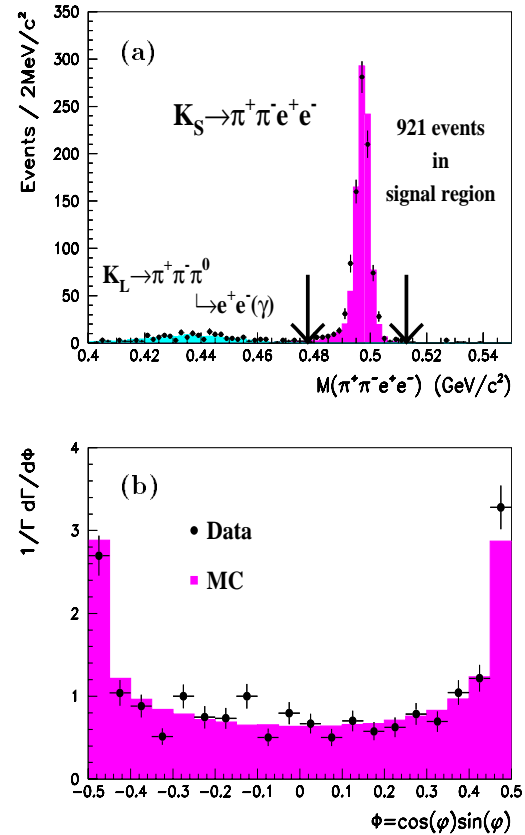 (a)
Events / 2MeV/c²
350
300
250
200
150
100
50
0
K_S→π⁺π⁻e⁺e⁻
921 events
in
signal region
K_L→π⁺π⁻π⁰
↳e⁺e⁻(γ)
0.4 0.42 0.44 0.46 0.48 0.5 0.52 0.54
M(π⁺π⁻e⁺e⁻) (GeV/c²)
(b)
1/Γ dΓ/dΦ
4
3
2
1
0
Data
MC
-0.5 -0.4 -0.3 -0.2 -0.1 0 0.1 0.2 0.3 0.4 0.5
Φ=cos(φ)sin(φ)